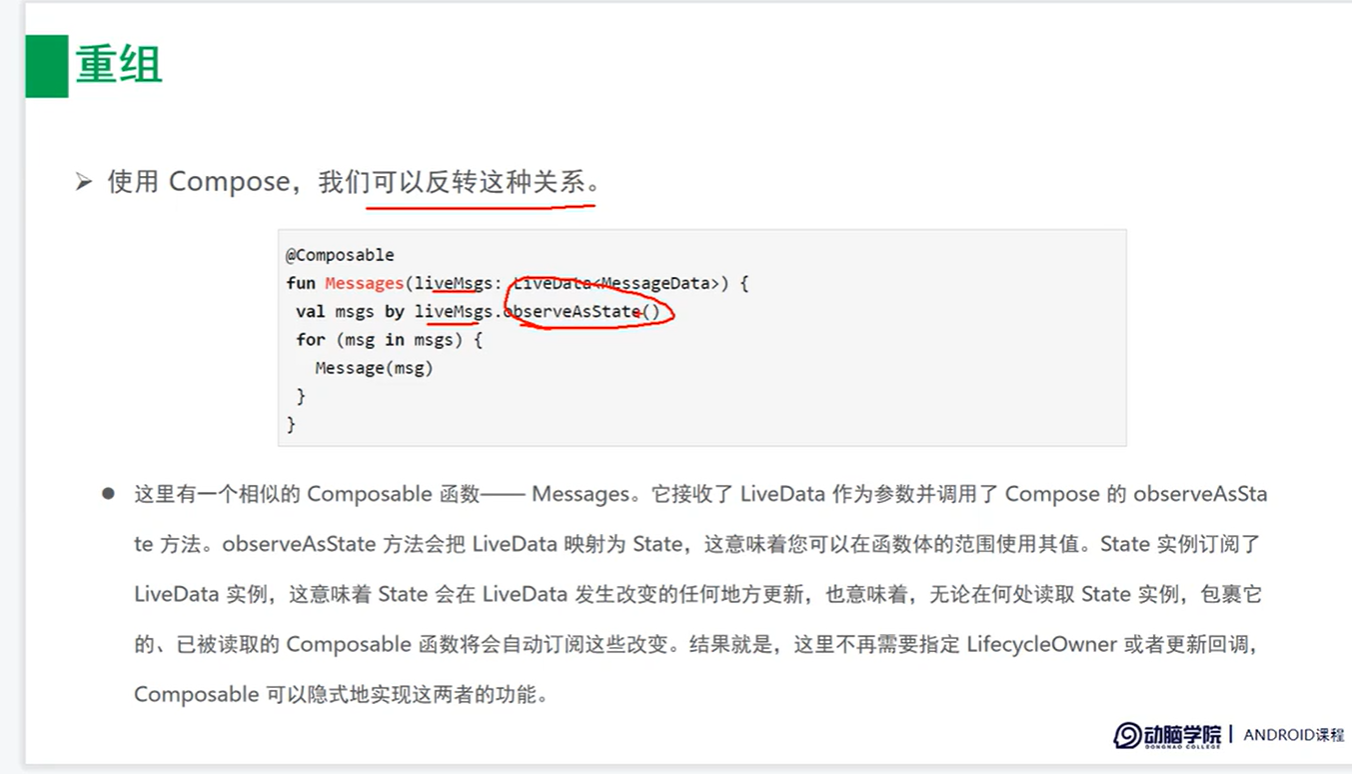 重组
➢ 使用 Compose，我们可以反转这种关系。
@Composable
fun Messages(liveMsgs: LiveData<MessageData>) {
val msgs by liveMsgs.observeAsState()
for (msg in msgs) {
Message(msg)
}
}
● 这里有一个相似的 Composable 函数—— Messages。它接收了 LiveData 作为参数并调用了 Compose 的 observeAsSta
te 方法。observeAsState 方法会把 LiveData 映射为 State，这意味着您可以在函数体的范围使用其值。State 实例订阅了
LiveData 实例，这意味着 State 会在 LiveData 发生改变的任何地方更新，也意味着，无论在何处读取 State 实例，包裹它
的、已被读取的 Composable 函数将会自动订阅这些改变。结果就是，这里不再需要指定 LifecycleOwner 或者更新回调，
Composable 可以隐式地实现这两者的功能。
动脑学院 | ANDROID课程
DONGNAO COLLEGE